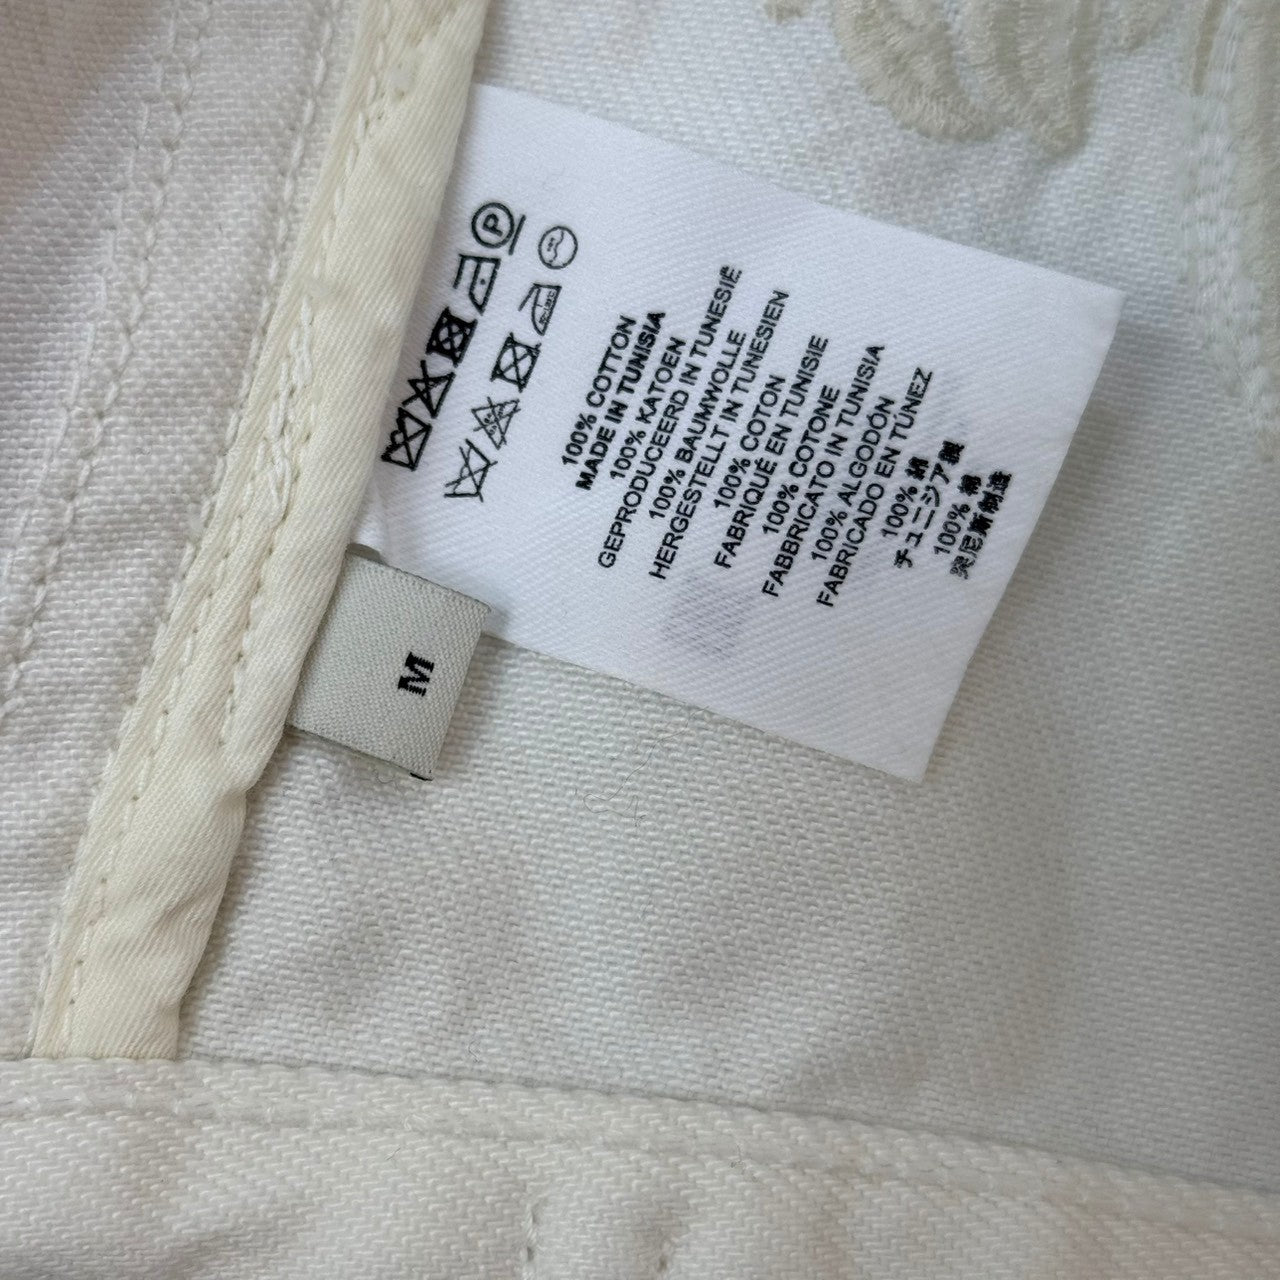 100% COTTON
MADE IN TUNISIA
100% KATOEN
GEPRODUCEERD IN TUNESIË
100% BAUMWOLLE
HERGESTELLT IN TUNESIEN
100% COTON
FABRIQUÉ EN TUNISIE
100% COTONE
FABBRICATO IN TUNISIA
100% ALGODÓN
FABRICADO EN TÚNEZ
100% 綿
チュニジア製
100% 棉
突尼斯制造
P
M